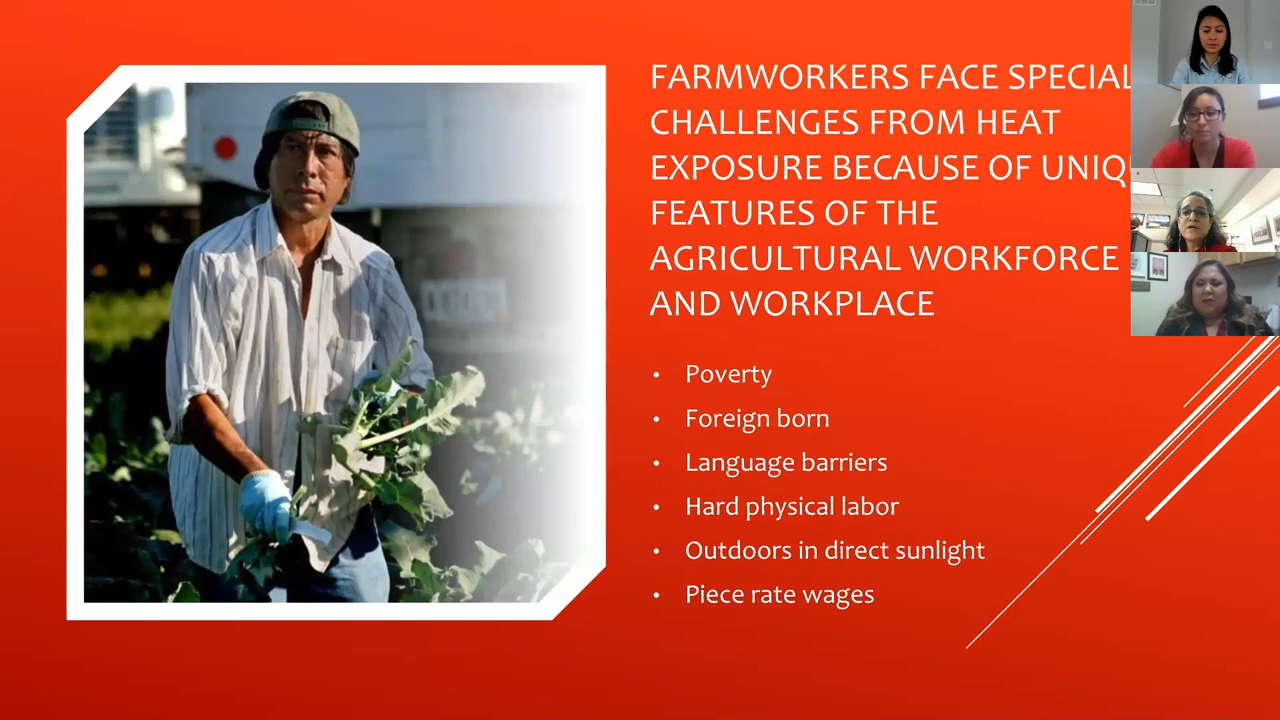 FARMWORKERS FACE SPECIAL
CHALLENGES FROM HEAT
EXPOSURE BECAUSE OF UNIQ
FEATURES OF THE
AGRICULTURAL WORKFORCE
AND WORKPLACE
• Poverty
• Foreign born
• Language barriers
• Hard physical labor
• Outdoors in direct sunlight
• Piece rate wages